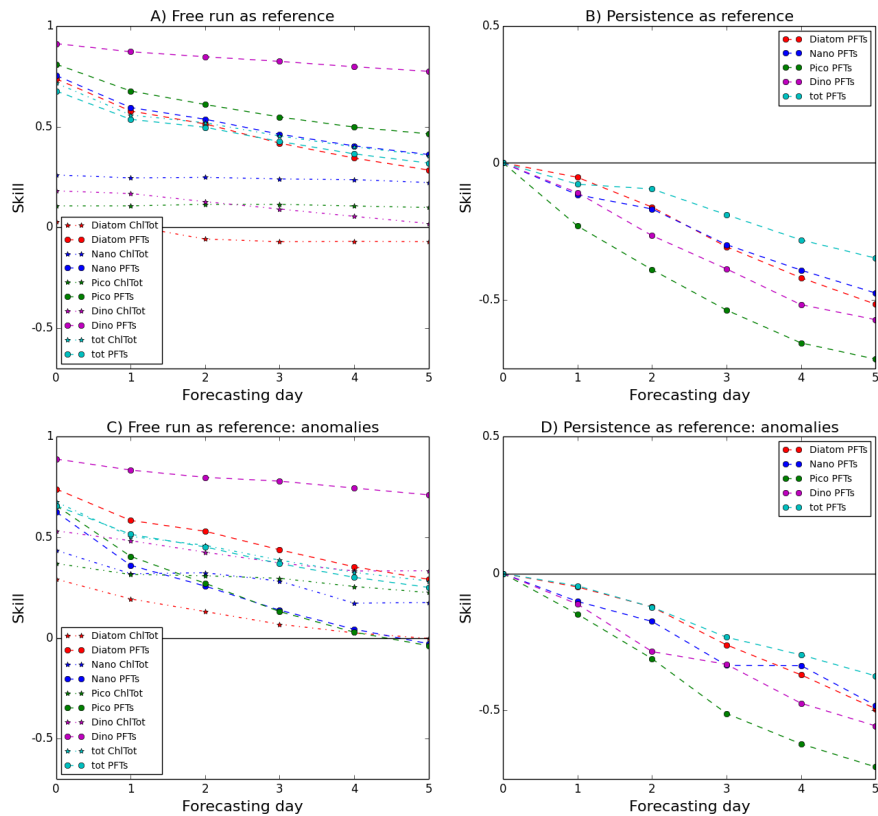 A) Free run as reference
1
0.5
0
-0.5
Skill
Diatom ChlTot
Diatom PFTs
Nano ChlTot
Nano PFTs
Pico ChlTot
Pico PFTs
Dino ChlTot
Dino PFTs
tot ChlTot
tot PFTs
0 1 2 3 4 5
Forecasting day
B) Persistence as reference
0.5
0
-0.5
Skill
Diatom PFTs
Nano PFTs
Pico PFTs
Dino PFTs
tot PFTs
0 1 2 3 4 5
Forecasting day
C) Free run as reference: anomalies
1
0.5
0
-0.5
Skill
Diatom ChlTot
Diatom PFTs
Nano ChlTot
Nano PFTs
Pico ChlTot
Pico PFTs
Dino ChlTot
Dino PFTs
tot ChlTot
tot PFTs
0 1 2 3 4 5
Forecasting day
D) Persistence as reference: anomalies
0.5
0
-0.5
Skill
Diatom PFTs
Nano PFTs
Pico PFTs
Dino PFTs
tot PFTs
0 1 2 3 4 5
Forecasting day